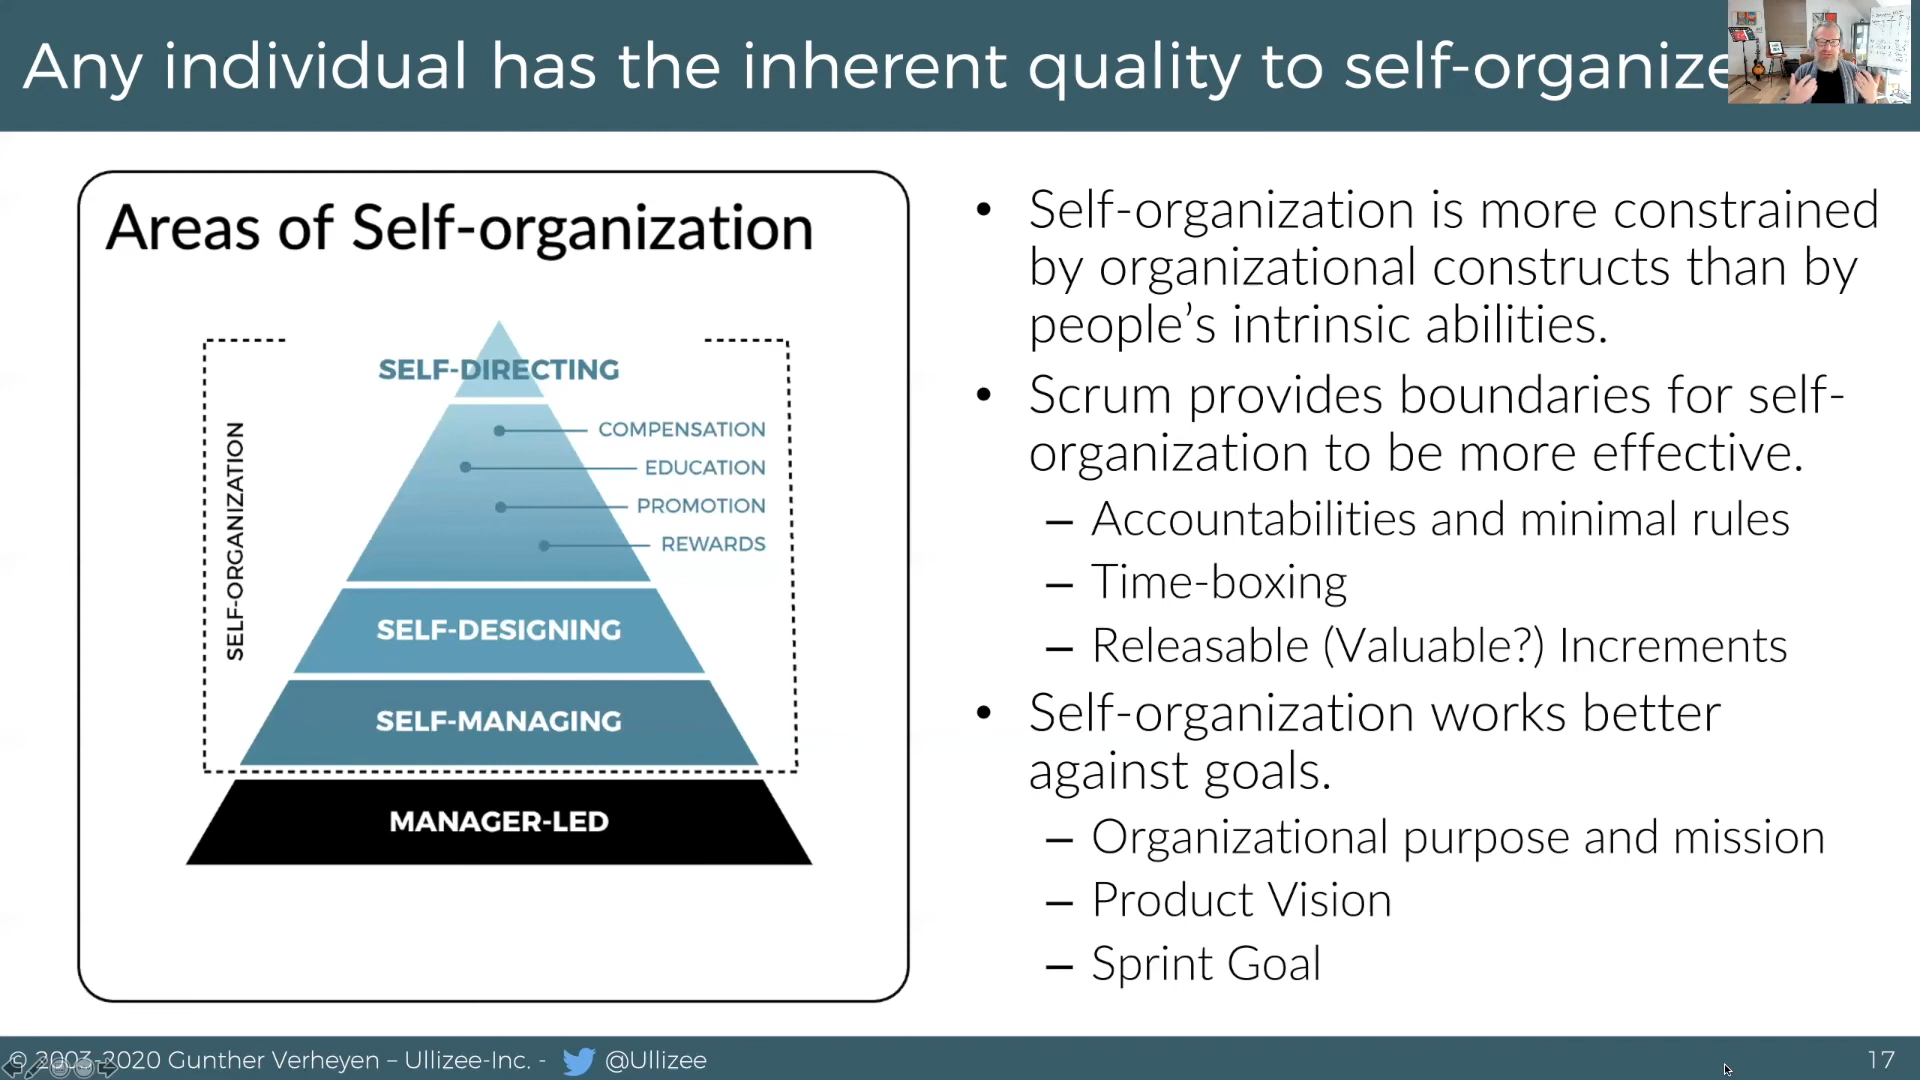 Any individual has the inherent quality to self-organize
Areas of Self-organization
SELF-DIRECTING
COMPENSATION
EDUCATION
PROMOTION
REWARDS
SELF-ORGANIZATION
SELF-DESIGNING
SELF-MANAGING
MANAGER-LED
• Self-organization is more constrained
by organizational constructs than by
people’s intrinsic abilities.
• Scrum provides boundaries for self-
organization to be more effective.
– Accountabilities and minimal rules
– Time-boxing
– Releasable (Valuable?) Increments
• Self-organization works better
against goals.
– Organizational purpose and mission
– Product Vision
– Sprint Goal
© 2003-2020 Gunther Verheyen – Ullizee-Inc. - @Ullizee
17